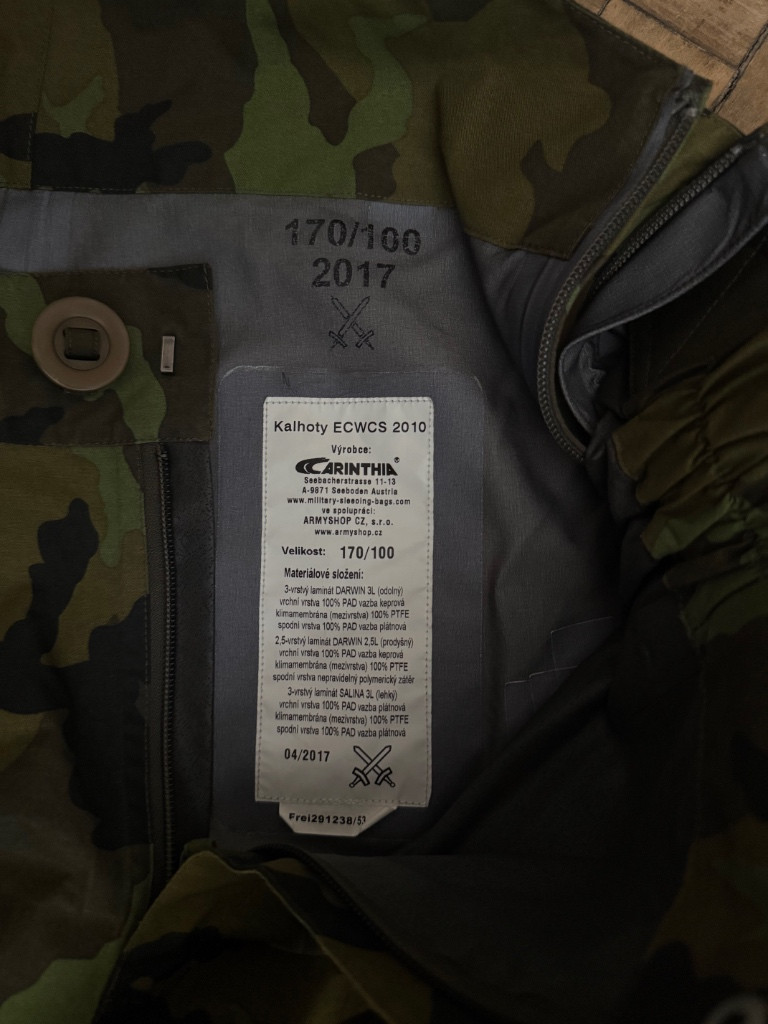 170/100
2017
Kalhoty ECWCS 2010
Výrobce:
CARINTHIA®
Seebacherstrasse 11-13
A-9871 Seeboden Austria
www.military-sleeping-bags.com
ve spolupráci:
ARMYSHOP CZ, s.r.o.
www.armyshop.cz
Velikost: 170/100
Materiálové složení:
3-vrstvý laminát DARWIN 3L (odolný)
vrchní vrstva 100% PAD vazba keprová
klimamembrána (mezivrstva) 100% PTFE
spodní vrstva 100% PAD vazba plátnová
2,5-vrstvý laminát DARWIN 2,5L (prodyšný)
vrchní vrstva 100% PAD vazba keprová
klimamembrána (mezivrstva) 100% PTFE
spodní vrstva nepravidelný polymerický zátěr
3-vrstvý laminát SALINA 3L (lehký)
vrchní vrstva 100% PAD vazba plátnová
klimamembrána (mezivrstva) 100% PTFE
spodní vrstva 100% PAD vazba plátnová
04/2017
Frei291238/53